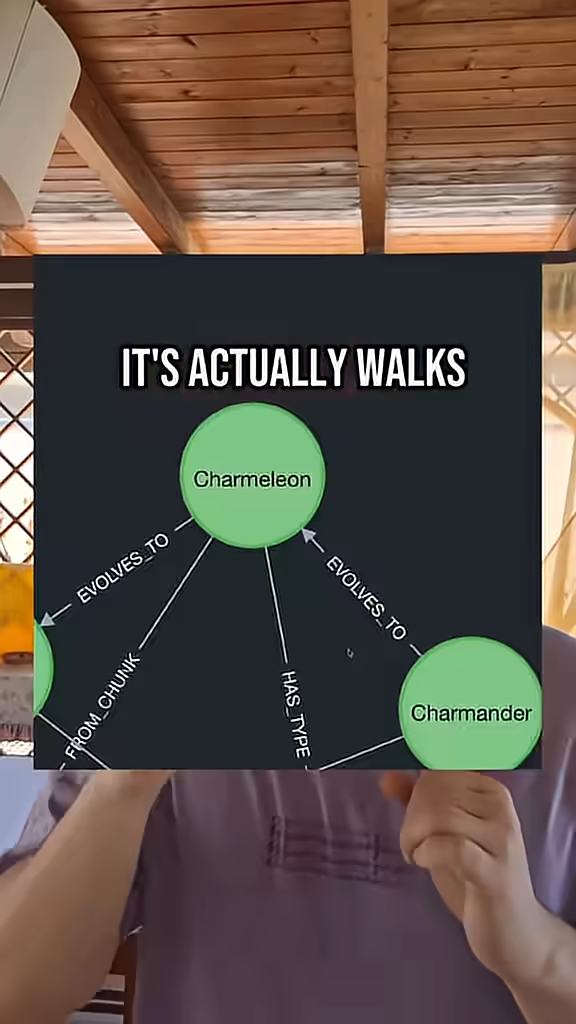 IT'S ACTUALLY WALKS
Charmeleon
EVOLVES_TO
EVOLVES_TO
FROM_CHUNK
HAS_TYPE
Charmander